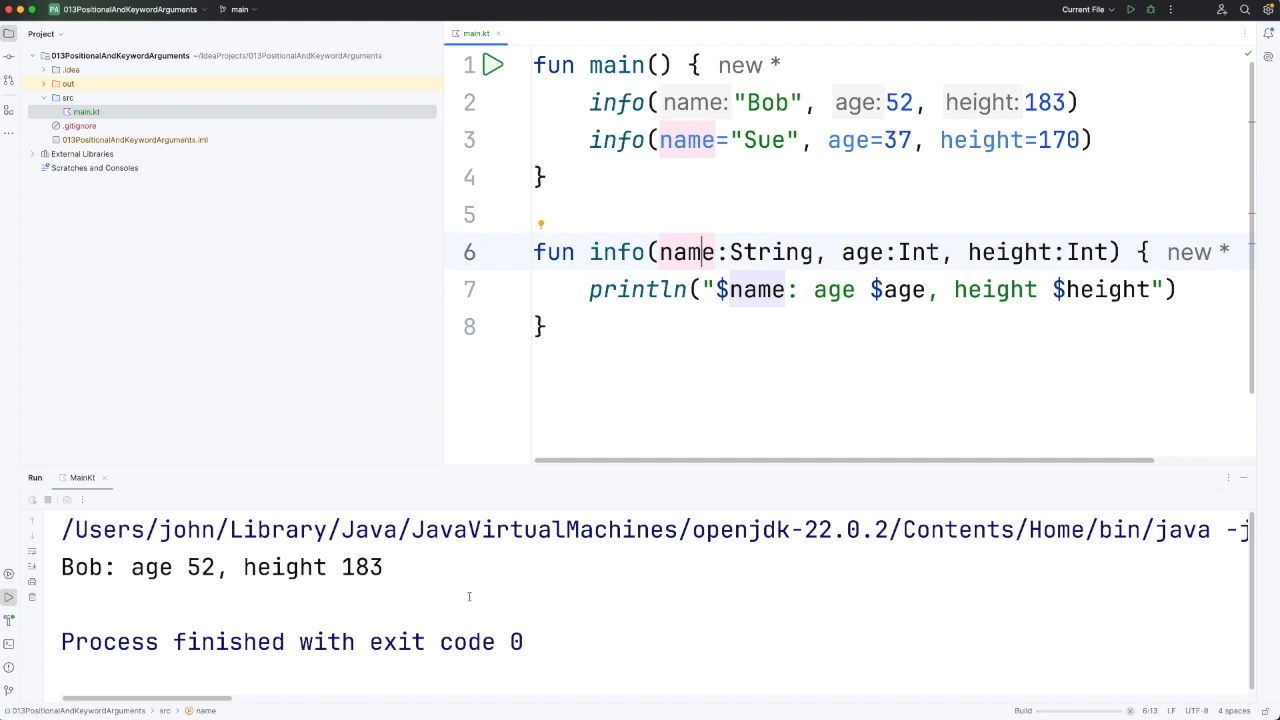 PA 013PositionalAndKeywordArguments main Current File
Project
main.kt
013PositionalAndKeywordArguments ~/IdeaProjects/013PositionalAndKeywordArguments
.idea
out
src
main.kt
.gitignore
013PositionalAndKeywordArguments.iml
External Libraries
Scratches and Consoles
1 fun main() { new *
2 info(name:"Bob", age:52, height:183)
3 info(name="Sue", age=37, height=170)
4 }
5
6 fun info(name:String, age:Int, height:Int) { new *
7 println("$name: age $age, height $height")
8 }
Run MainKt
/Users/john/Library/Java/JavaVirtualMachines/openjdk-22.0.2/Contents/Home/bin/java -j
Bob: age 52, height 183
Process finished with exit code 0
013PositionalAndKeywordArguments src name Build 6:13 LF UTF-8 4 spaces